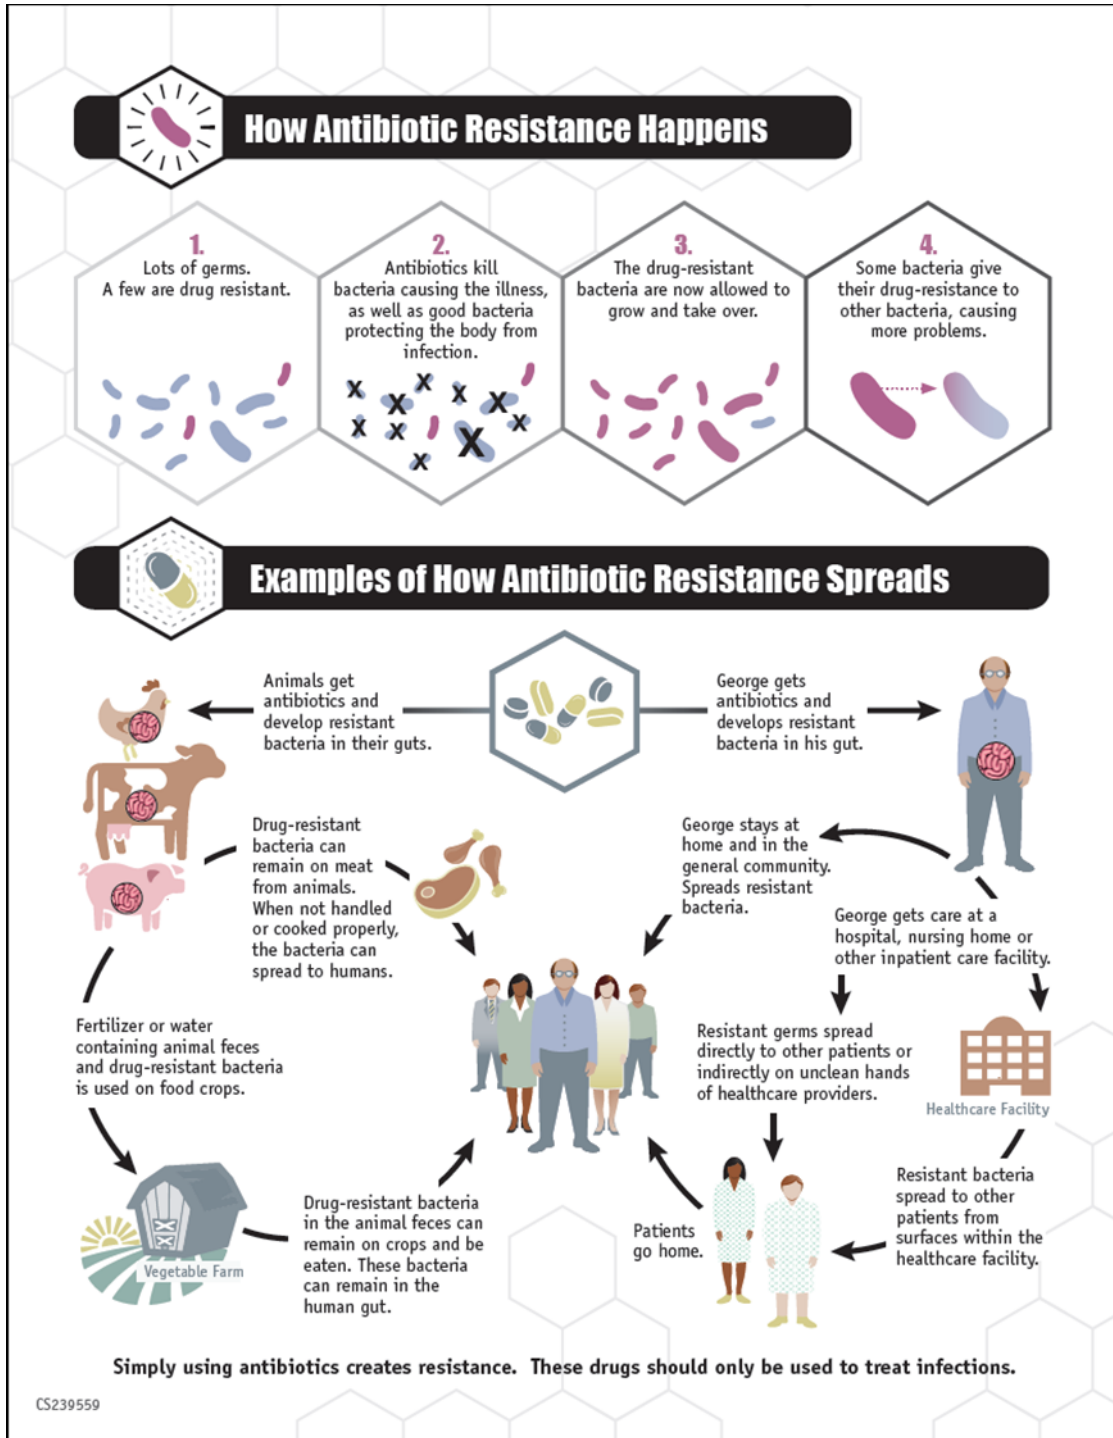 How Antibiotic Resistance Happens
1.
Lots of germs.
A few are drug resistant.
2.
Antibiotics kill
bacteria causing the illness,
as well as good bacteria
protecting the body from
infection.
3.
The drug-resistant
bacteria are now allowed to
grow and take over.
4.
Some bacteria give
their drug-resistance to
other bacteria, causing
more problems.
X X X X X X X X X X
Examples of How Antibiotic Resistance Spreads
Animals get
antibiotics and
develop resistant
bacteria in their guts.
George gets
antibiotics and
develops resistant
bacteria in his gut.
Drug-resistant
bacteria can
remain on meat
from animals.
When not handled
or cooked properly,
the bacteria can
spread to humans.
George stays at
home and in the
general community.
Spreads resistant
bacteria.
George gets care at a
hospital, nursing home or
other inpatient care facility.
Fertilizer or water
containing animal feces
and drug-resistant bacteria
is used on food crops.
Resistant germs spread
directly to other patients or
indirectly on unclean hands
of healthcare providers.
Healthcare Facility
Vegetable Farm
Drug-resistant bacteria
in the animal feces can
remain on crops and be
eaten. These bacteria
can remain in the
human gut.
Patients
go home.
Resistant bacteria
spread to other
patients from
surfaces within the
healthcare facility.
Simply using antibiotics creates resistance. These drugs should only be used to treat infections.
CS239559